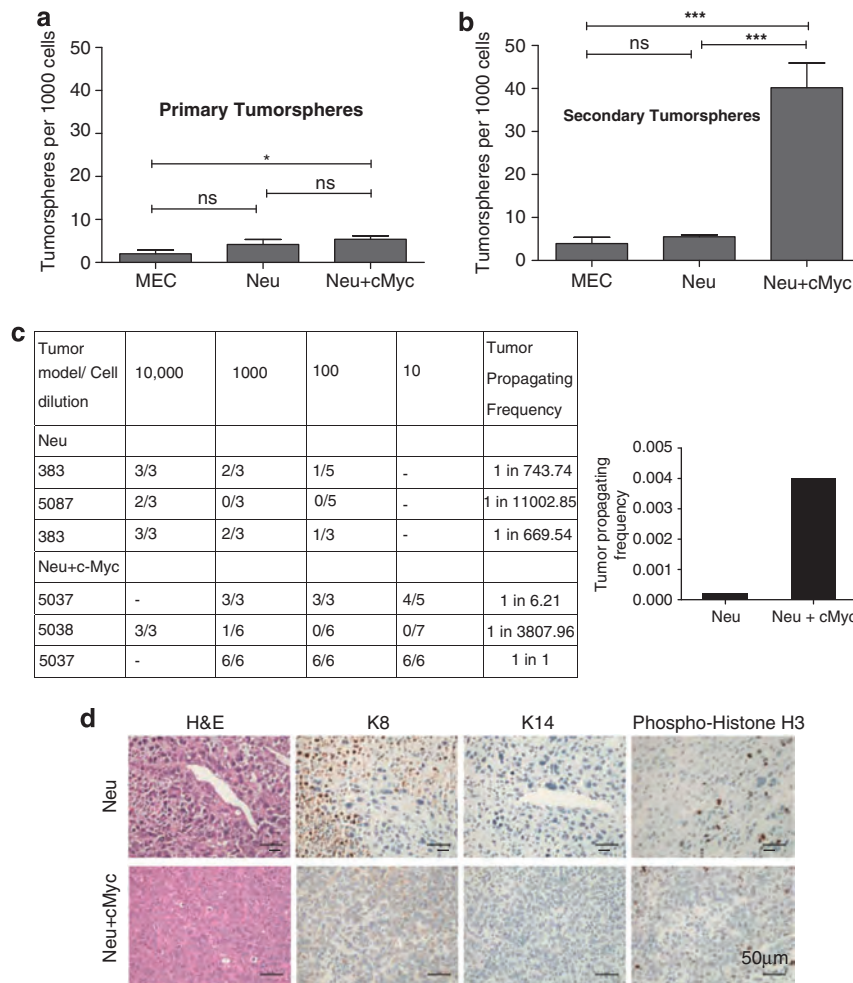 a
Tumorspheres per 1000 cells
50
40
30
20
10
0
Primary Tumorspheres
*
ns
ns
MEC Neu Neu+cMyc
b
Tumorspheres per 1000 cells
50
40
30
20
10
0
***
ns ***
Secondary Tumorspheres
MEC Neu Neu+cMyc
c
Tumor model/ Cell dilution 10,000 1000 100 10 Tumor Propagating Frequency
Neu
383 3/3 2/3 1/5 - 1 in 743.74
5087 2/3 0/3 0/5 - 1 in 11002.85
383 3/3 2/3 1/3 - 1 in 669.54
Neu+c-Myc
5037 - 3/3 3/3 4/5 1 in 6.21
5038 3/3 1/6 0/6 0/7 1 in 3807.96
5037 - 6/6 6/6 6/6 1 in 1
Tumor propagating
frequency
0.005
0.004
0.003
0.002
0.001
0.000
Neu Neu + cMyc
d
H&E K8 K14 Phospho-Histone H3
Neu
Neu+cMyc
50μm